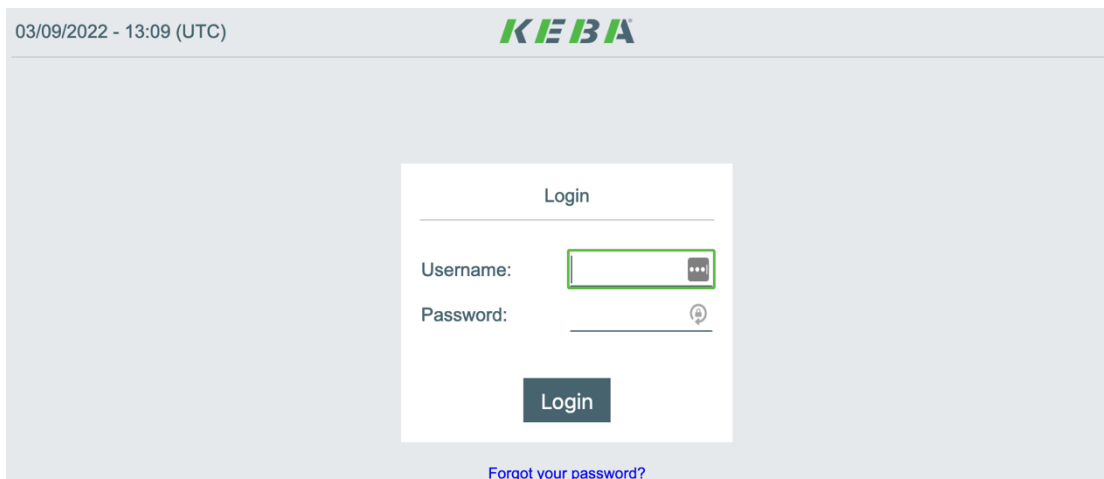 03/09/2022 - 13:09 (UTC)
KEBA
Login
Username:
Password:
Login
Forgot your password?